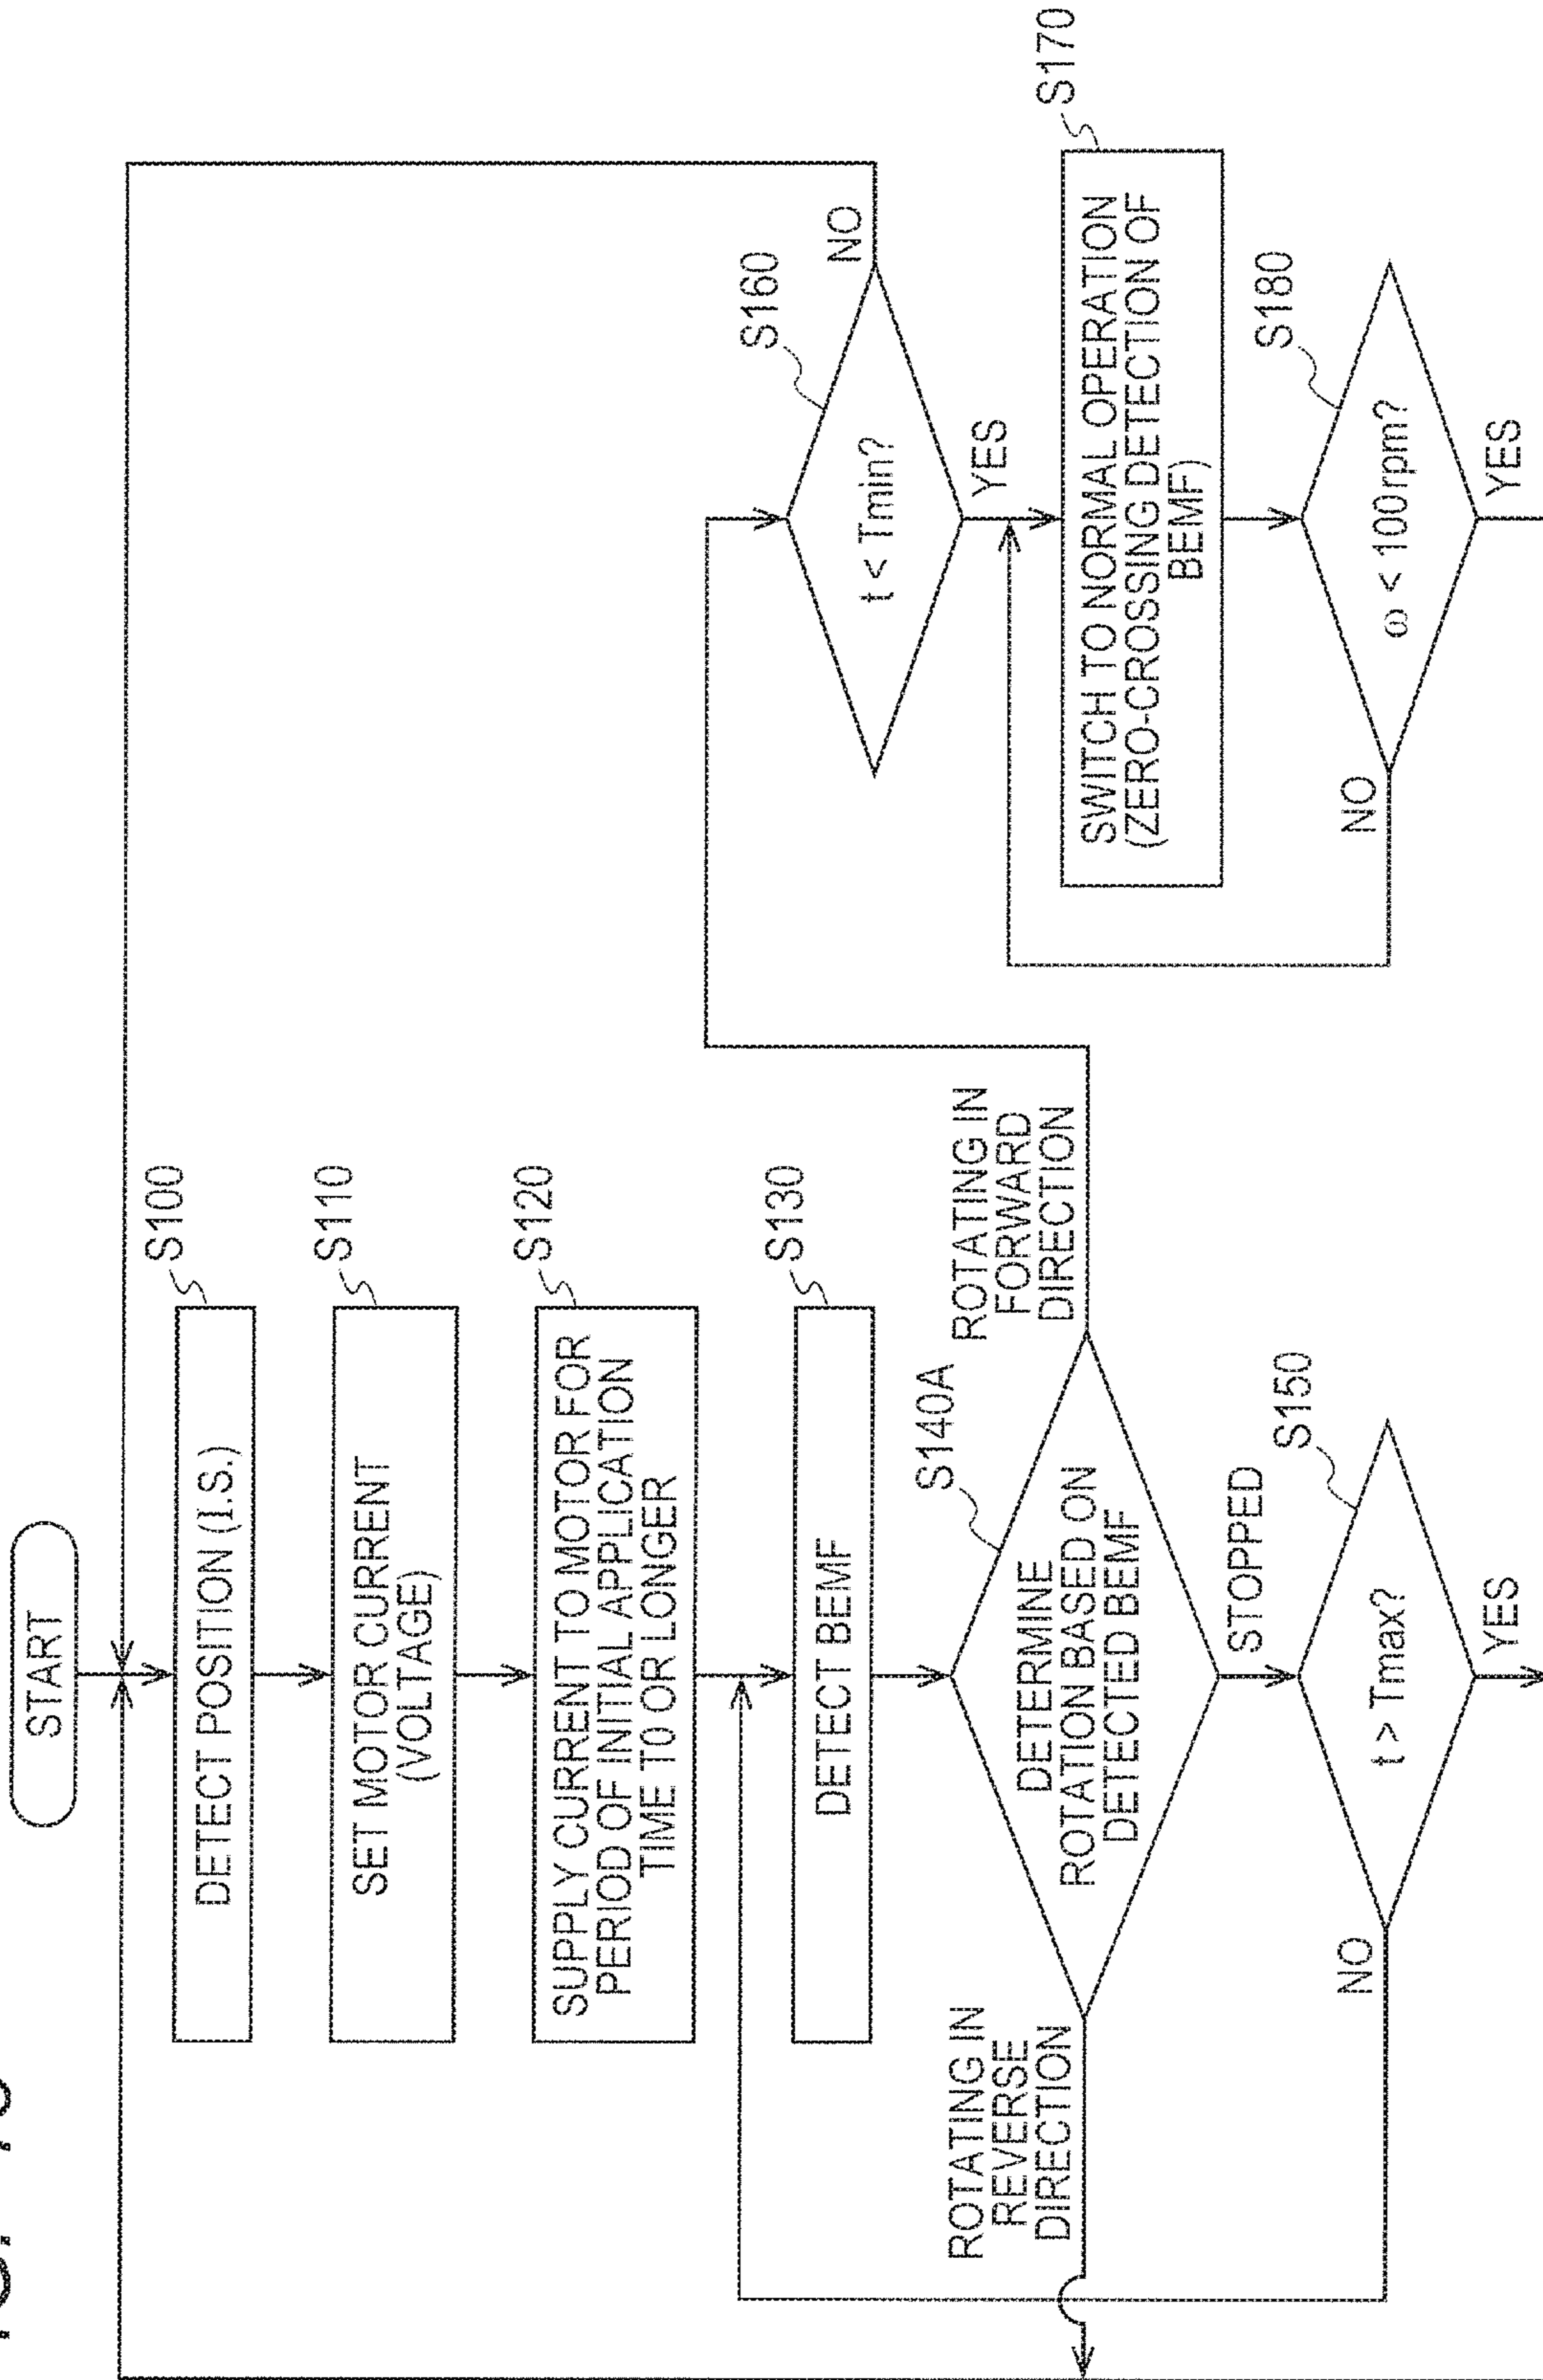 START
DETECT POSITION (I.S.)
S100
SET MOTOR CURRENT
(VOLTAGE)
S110
SUPPLY CURRENT TO MOTOR FOR
PERIOD OF INITIAL APPLICATION
TIME T0 OR LONGER
S120
DETECT BEMF
S130
DETERMINE
ROTATION BASED ON
DETECTED BEMF
S140A
ROTATING IN
REVERSE
DIRECTION
ROTATING IN
FORWARD
DIRECTION
STOPPED
t > Tmax?
S150
NO
YES
t < Tmin?
S160
NO
YES
SWITCH TO NORMAL OPERATION
(ZERO-CROSSING DETECTION OF
BEMF)
S170
ω < 100rpm?
S180
NO
YES